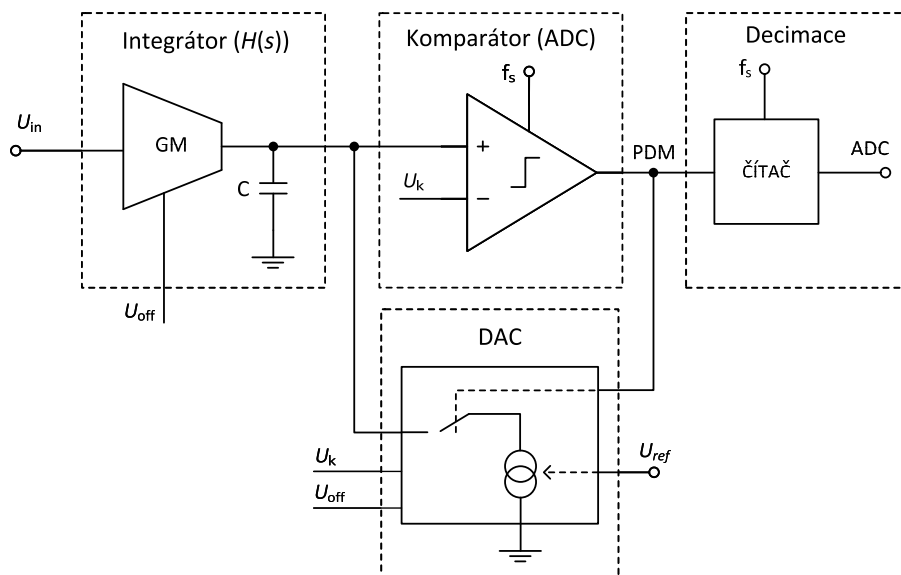 Integrátor (H(s))
Komparátor (ADC)
Decimace
fs
fs
Uin
GM
C
Uoff
Uk
+
−
PDM
ČÍTAČ
ADC
DAC
Uk
Uoff
Uref